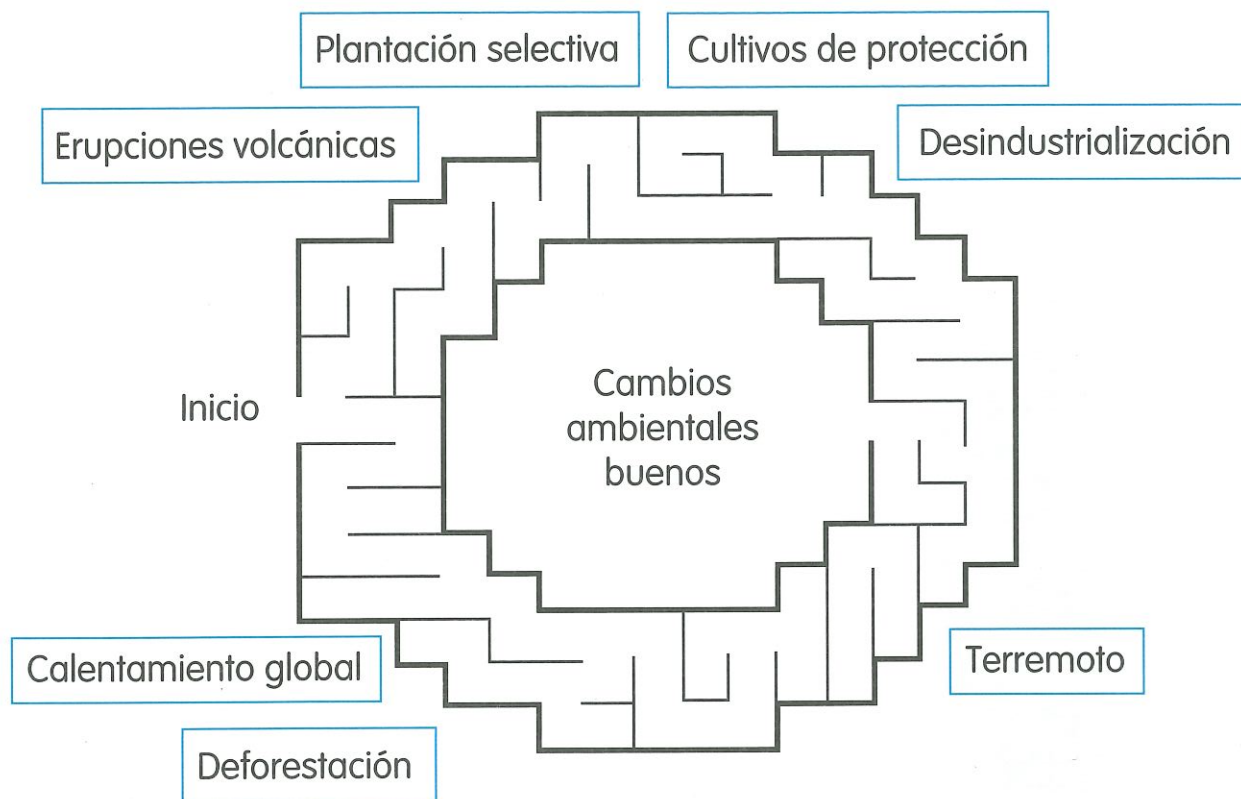 Plantación selectiva
Cultivos de protección
Erupciones volcánicas
Desindustrialización
Inicio
Cambios
ambientales
buenos
Calentamiento global
Terremoto
Deforestación